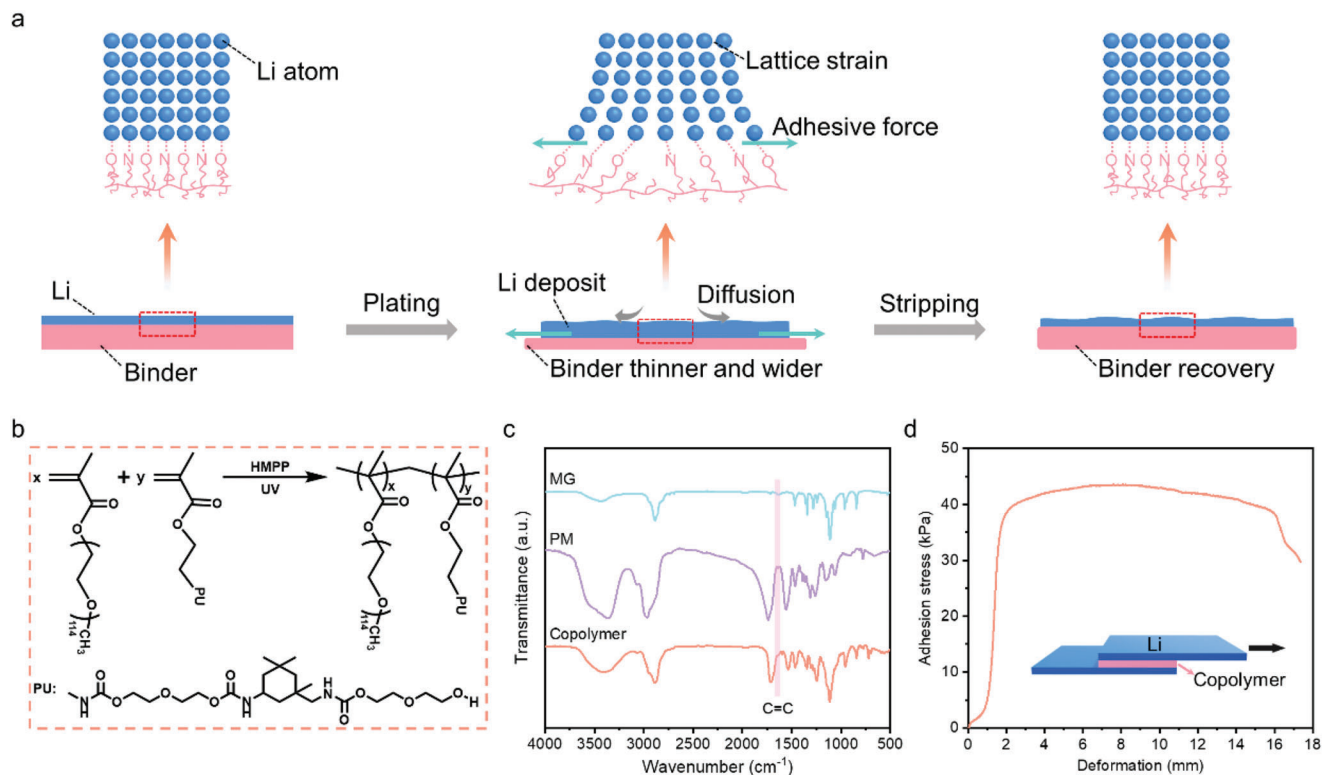 a
Li atom
Lattice strain
Adhesive force
O N O N O N O
O N O N O N O
O N O N O N O
Li
Binder
Plating
Li deposit
Diffusion
Binder thinner and wider
Stripping
Binder recovery
b
x
+ y
HMPP
UV
x
y
O
O
O
O
O
O
O
O
O
O
114
CH3
PU
114
CH3
PU
PU:
N
H
O
O
O
O
O
N
H
H
N
O
O
O
O
H
c
Transmittance (a.u.)
MG
PM
Copolymer
C=C
4000 3500 3000 2500 2000 1500 1000 500
Wavenumber (cm-1)
d
Adhesion stress (kPa)
50
40
30
20
10
0
Li
Copolymer
0 2 4 6 8 10 12 14 16 18
Deformation (mm)